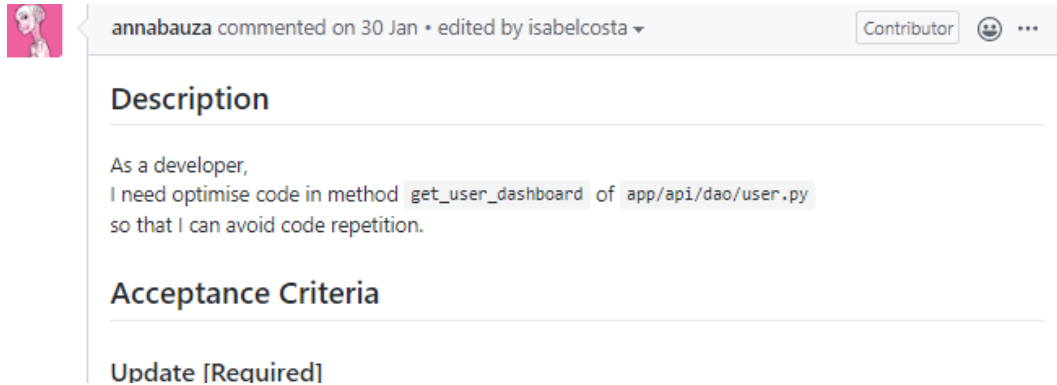 annabauza commented on 30 Jan • edited by isabelcosta
Contributor
Description
As a developer,
I need optimise code in method get_user_dashboard of app/api/dao/user.py
so that I can avoid code repetition.
Acceptance Criteria
Update [Required]